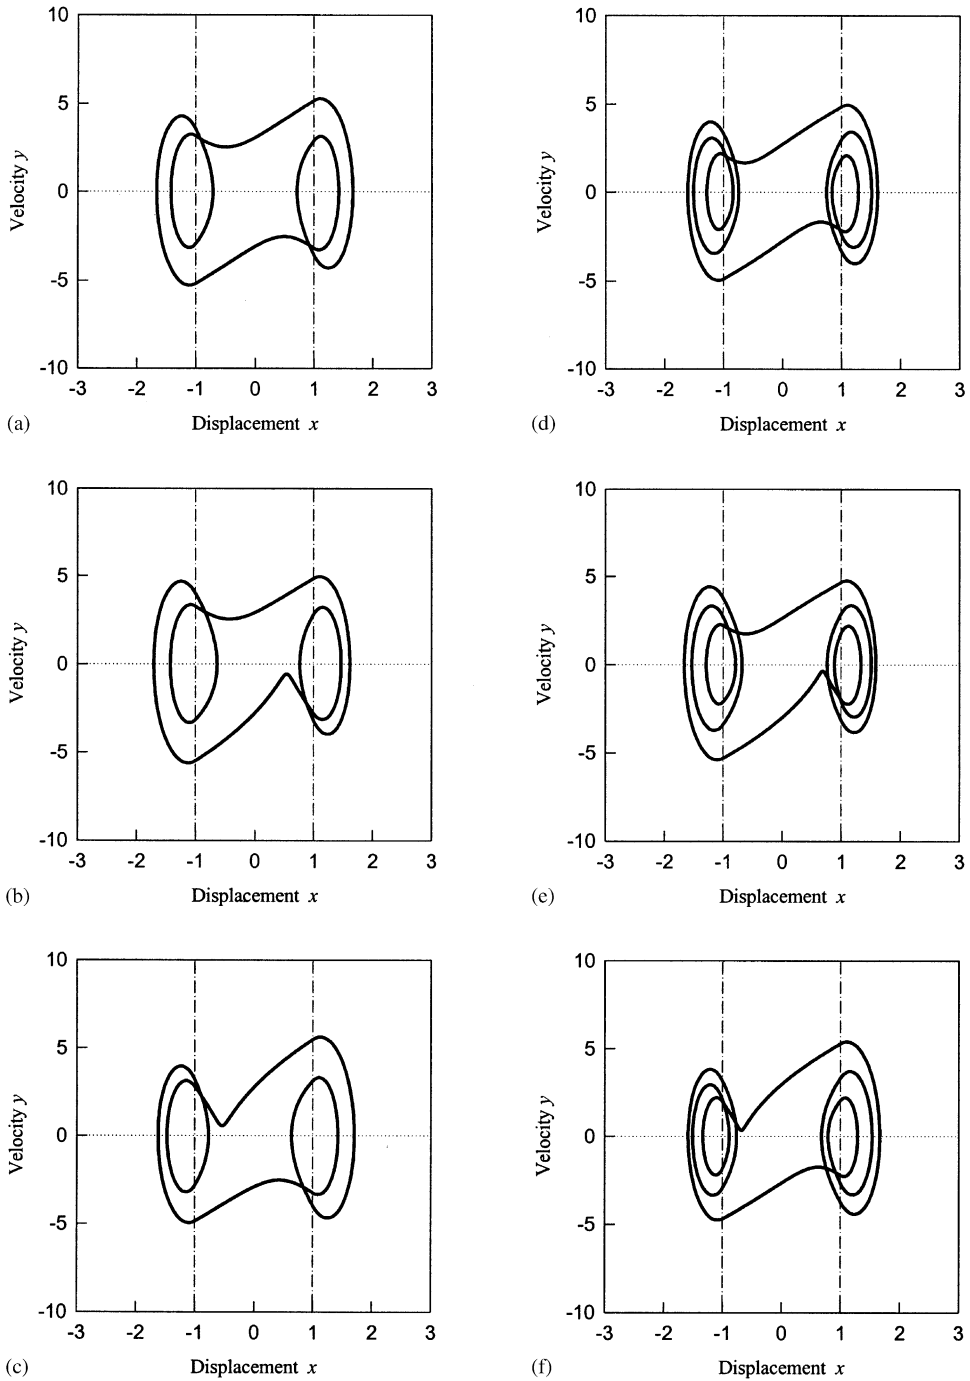 10
5
Velocity y
0
-5
-10
-3 -2 -1 0 1 2 3
(a) Displacement x
10
5
Velocity y
0
-5
-10
-3 -2 -1 0 1 2 3
(d) Displacement x
10
5
Velocity y
0
-5
-10
-3 -2 -1 0 1 2 3
(b) Displacement x
10
5
Velocity y
0
-5
-10
-3 -2 -1 0 1 2 3
(e) Displacement x
10
5
Velocity y
0
-5
-10
-3 -2 -1 0 1 2 3
(c) Displacement x
10
5
Velocity y
0
-5
-10
-3 -2 -1 0 1 2 3
(f) Displacement x